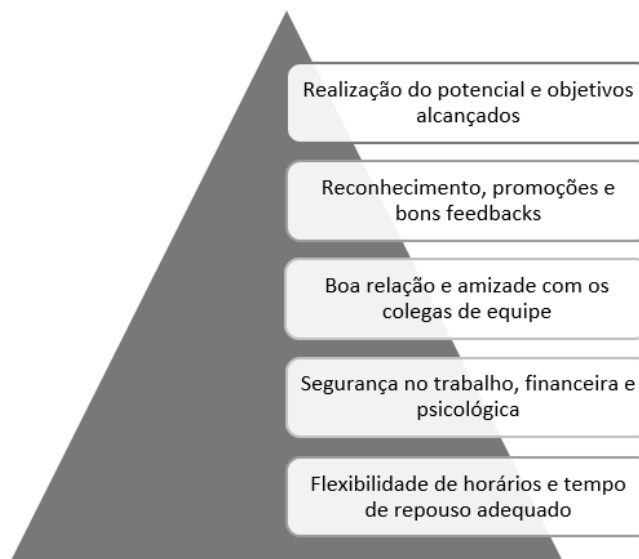 Realização do potencial e objetivos
alcançados
Reconhecimento, promoções e
bons feedbacks
Boa relação e amizade com os
colegas de equipe
Segurança no trabalho, financeira e
psicológica
Flexibilidade de horários e tempo
de repouso adequado